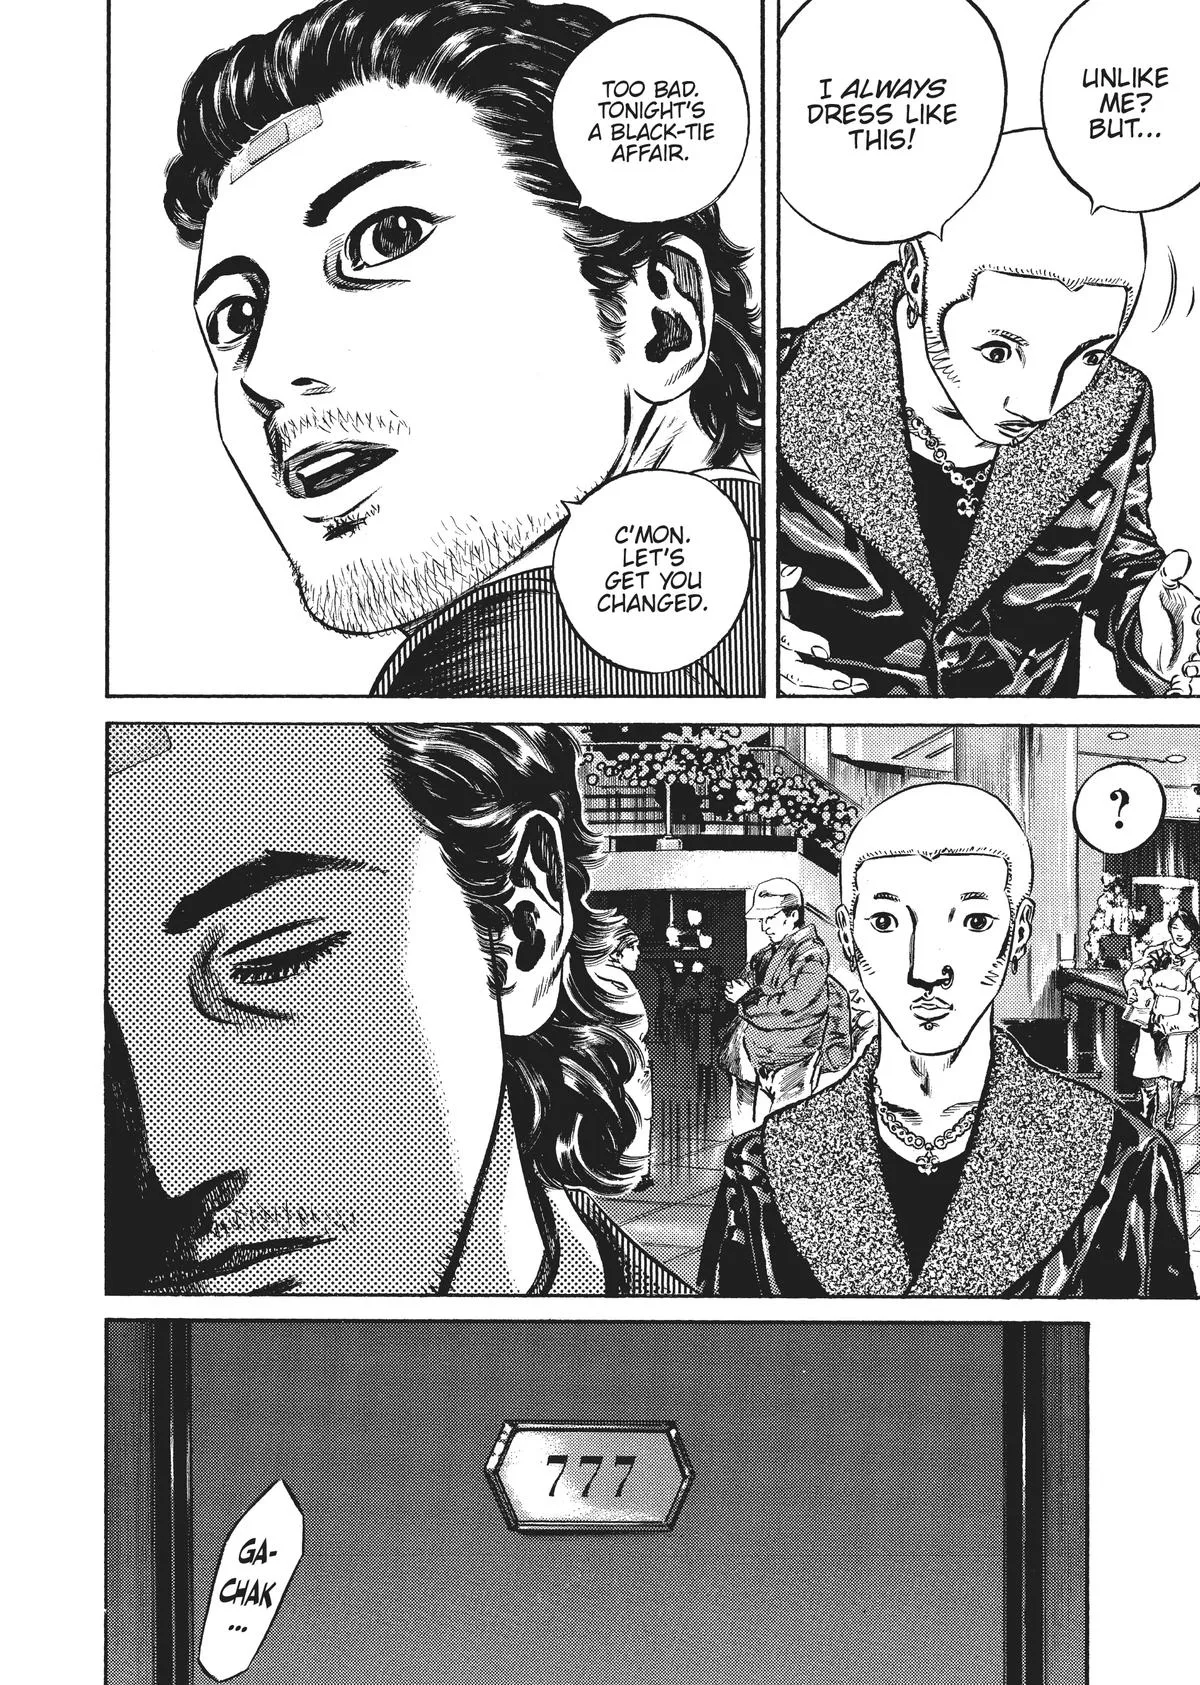 UNLIKE
ME?
BUT...
I ALWAYS
DRESS LIKE
THIS!
TOO BAD.
TONIGHT'S
A BLACK-TIE
AFFAIR.
C'MON.
LET'S
GET YOU
CHANGED.
?
777
GA-
CHAK
...